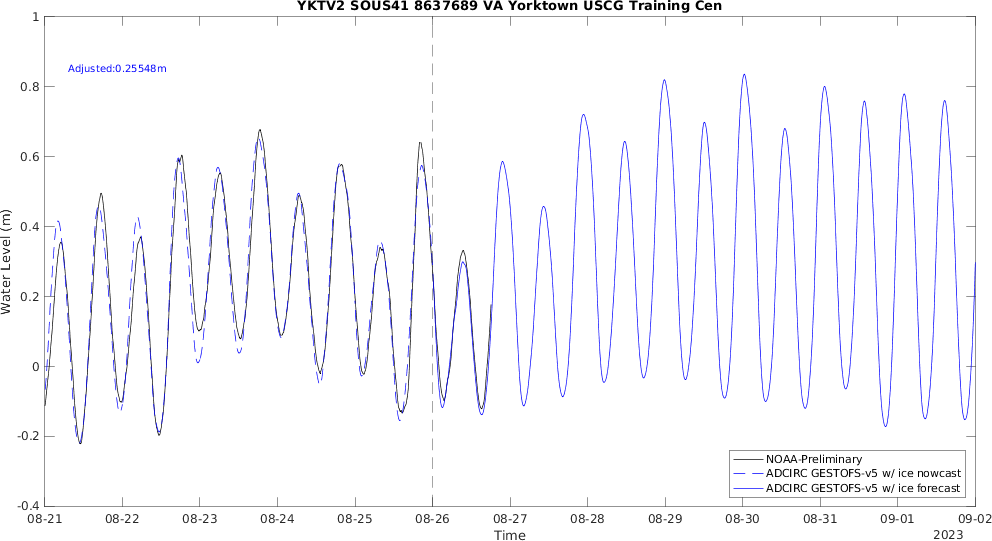 YKTV2 SOUS41 8637689 VA Yorktown USCG Training Cen
Adjusted:0.25548m
Water Level (m)
1
0.8
0.6
0.4
0.2
0
-0.2
-0.4
NOAA-Preliminary
ADCIRC GESTOFS-v5 w/ ice nowcast
ADCIRC GESTOFS-v5 w/ ice forecast
08-21 08-22 08-23 08-24 08-25 08-26 08-27 08-28 08-29 08-30 08-31 09-01 09-02
Time
2023